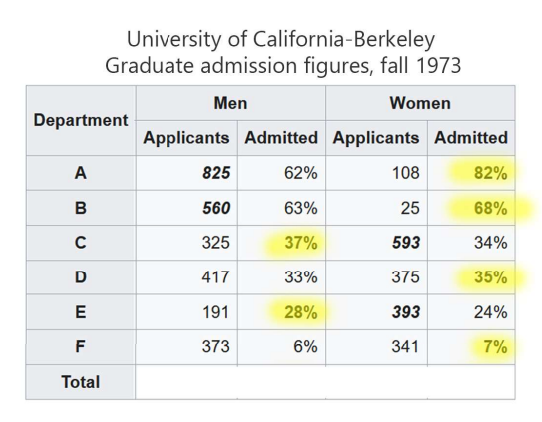 University of California-Berkeley
Graduate admission figures, fall 1973
Department Men Women
Applicants Admitted Applicants Admitted
A 825 62% 108 82%
B 560 63% 25 68%
C 325 37% 593 34%
D 417 33% 375 35%
E 191 28% 393 24%
F 373 6% 341 7%
Total